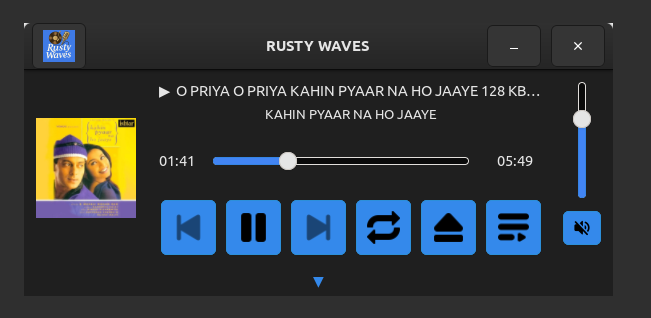 Rusty
Waves
RUSTY WAVES
▶ O PRIYA O PRIYA KAHIN PYAAR NA HO JAAYE 128 KB…
KAHIN PYAAR NA HO JAAYE
01:41
05:49